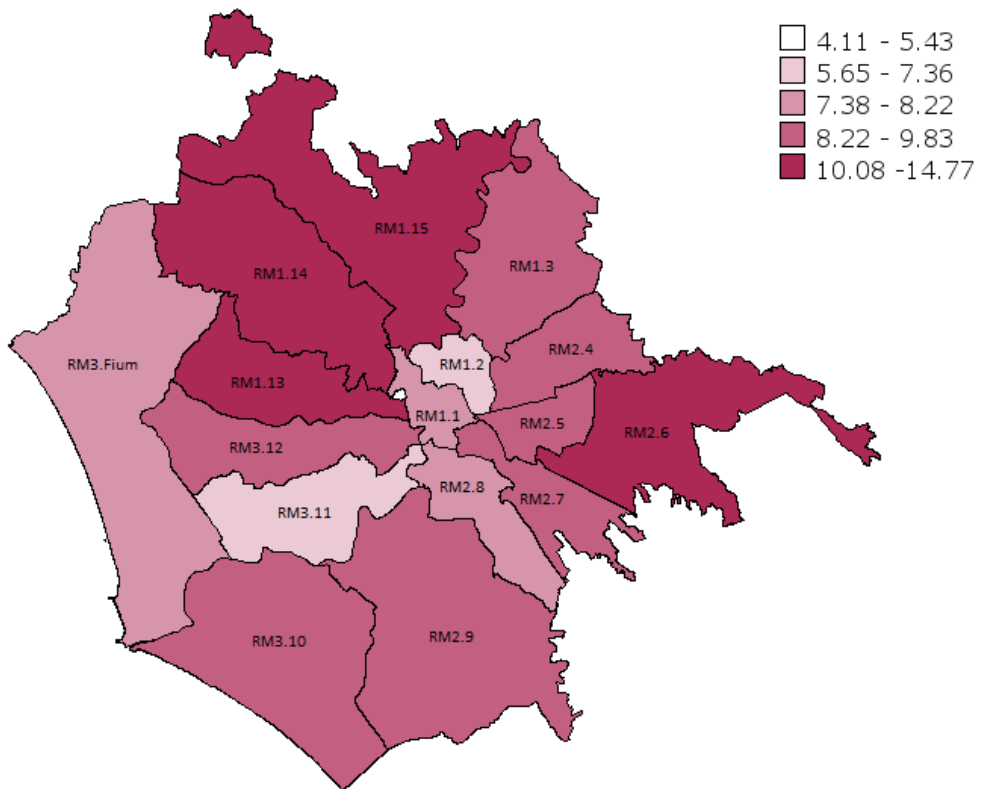 4.11 - 5.43
5.65 - 7.36
7.38 - 8.22
8.22 - 9.83
10.08 -14.77
RM1.15
RM1.3
RM1.14
RM2.4
RM3.Fium
RM1.2
RM1.13
RM1.1
RM2.5
RM2.6
RM3.12
RM2.8
RM2.7
RM3.11
RM2.9
RM3.10